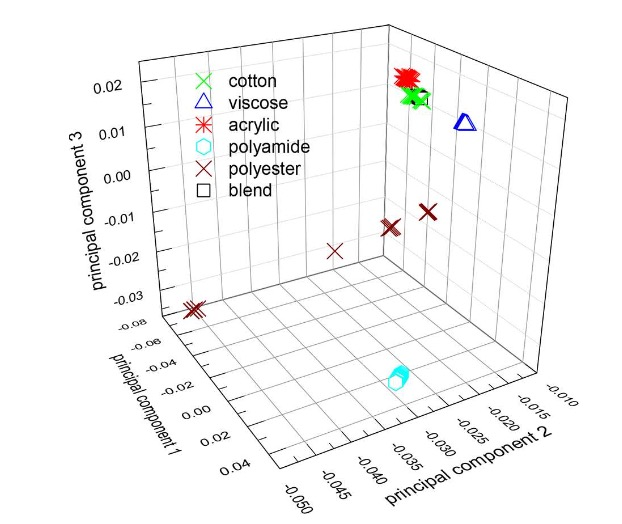 cotton
viscose
acrylic
polyamide
polyester
blend
principal component 3
0.02
0.01
0.00
-0.01
-0.02
-0.03
principal component 1
-0.08
-0.06
-0.04
-0.02
0.00
0.02
0.04
principal component 2
-0.050
-0.045
-0.040
-0.035
-0.030
-0.025
-0.020
-0.015
-0.010